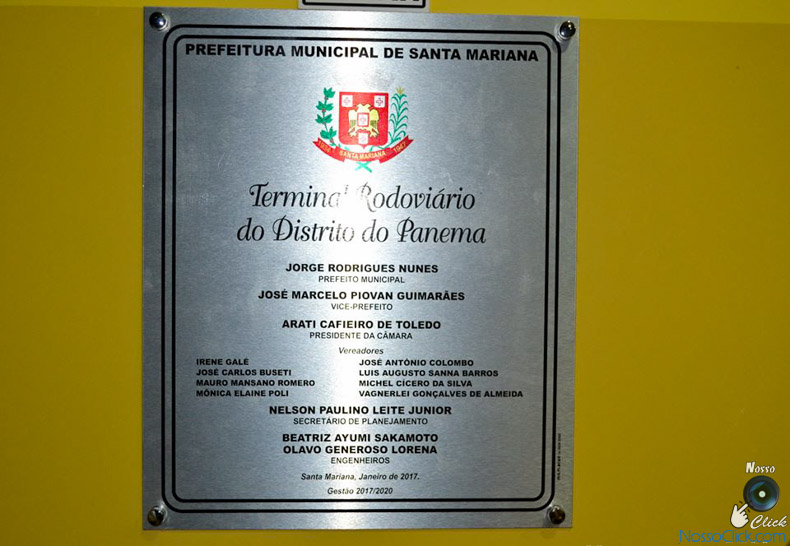 PREFEITURA MUNICIPAL DE SANTA MARIANA
SANTA MARIANA 1947
Terminal Rodoviário
do Distrito do Panema
JORGE RODRIGUES NUNES
PREFEITO MUNICIPAL
JOSÉ MARCELO PIOVAN GUIMARÃES
VICE-PREFEITO
ARATI CAFIEIRO DE TOLEDO
PRESIDENTE DA CÂMARA
Vereadores
IRENE GALÉ
JOSÉ CARLOS BUSETI
MAURO MANSANO ROMERO
MÔNICA ELAINE POLI
JOSÉ ANTÔNIO COLOMBO
LUIS AUGUSTO SANNA BARROS
MICHEL CÍCERO DA SILVA
VAGNERLEI GONÇALVES DE ALMEIDA
NELSON PAULINO LEITE JUNIOR
SECRETÁRIO DE PLANEJAMENTO
BEATRIZ AYUMI SAKAMOTO
OLAVO GENEROSO LORENA
ENGENHEIROS
Santa Mariana, Janeiro de 2017.
Gestão 2017/2020
Nosso
Click
NossoClick.com